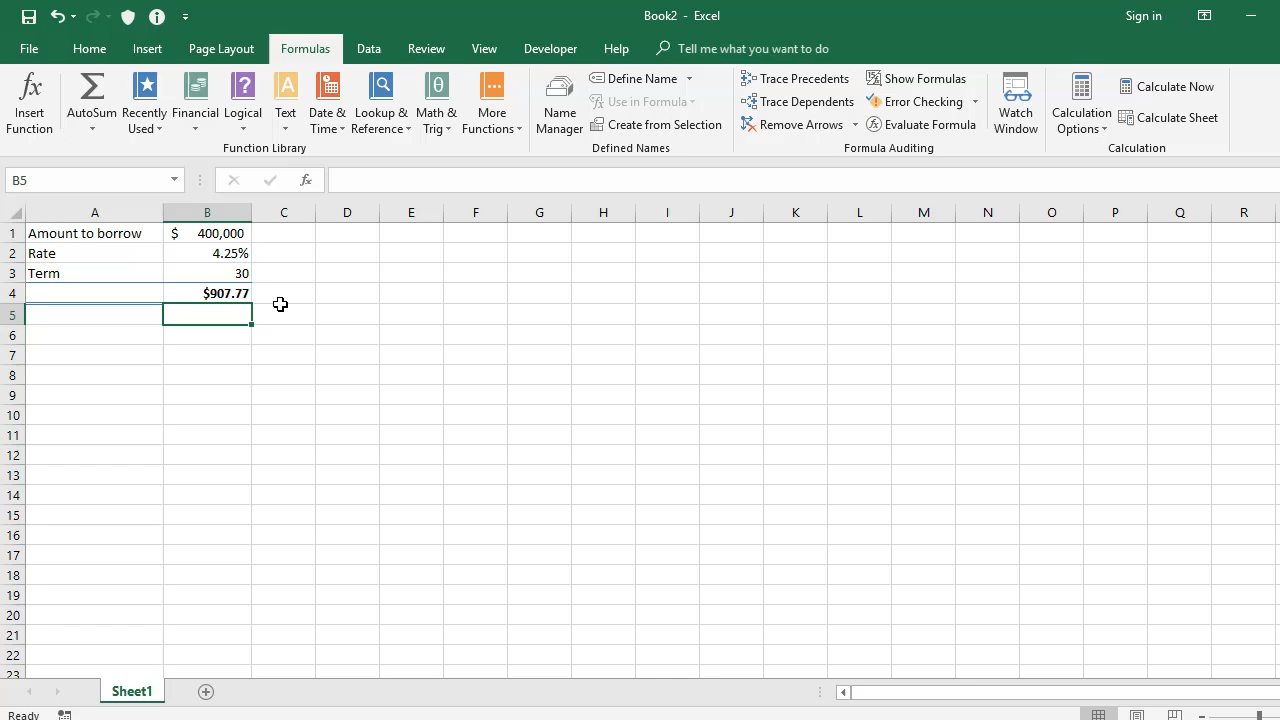 Book2 - Excel
Sign in
File Home Insert Page Layout Formulas Data Review View Developer Help Tell me what you want to do
fx Insert Function
Σ AutoSum
Recently Used
Financial
? Logical
A Text
Date & Time
Lookup & Reference
θ Math & Trig
More Functions
Function Library
Name Manager
Define Name
Use in Formula
Create from Selection
Defined Names
Trace Precedents
Trace Dependents
Remove Arrows
Show Formulas
Error Checking
fx Evaluate Formula
Formula Auditing
Watch Window
Calculation Options
Calculate Now
Calculate Sheet
Calculation
B5 fx
A B C D E F G H I J K L M N O P Q R
1 Amount to borrow $ 400,000
2 Rate 4.25%
3 Term 30
4 $907.77
5
6
7
8
9
10
11
12
13
14
15
16
17
18
19
20
21
22
23
Sheet1
Ready